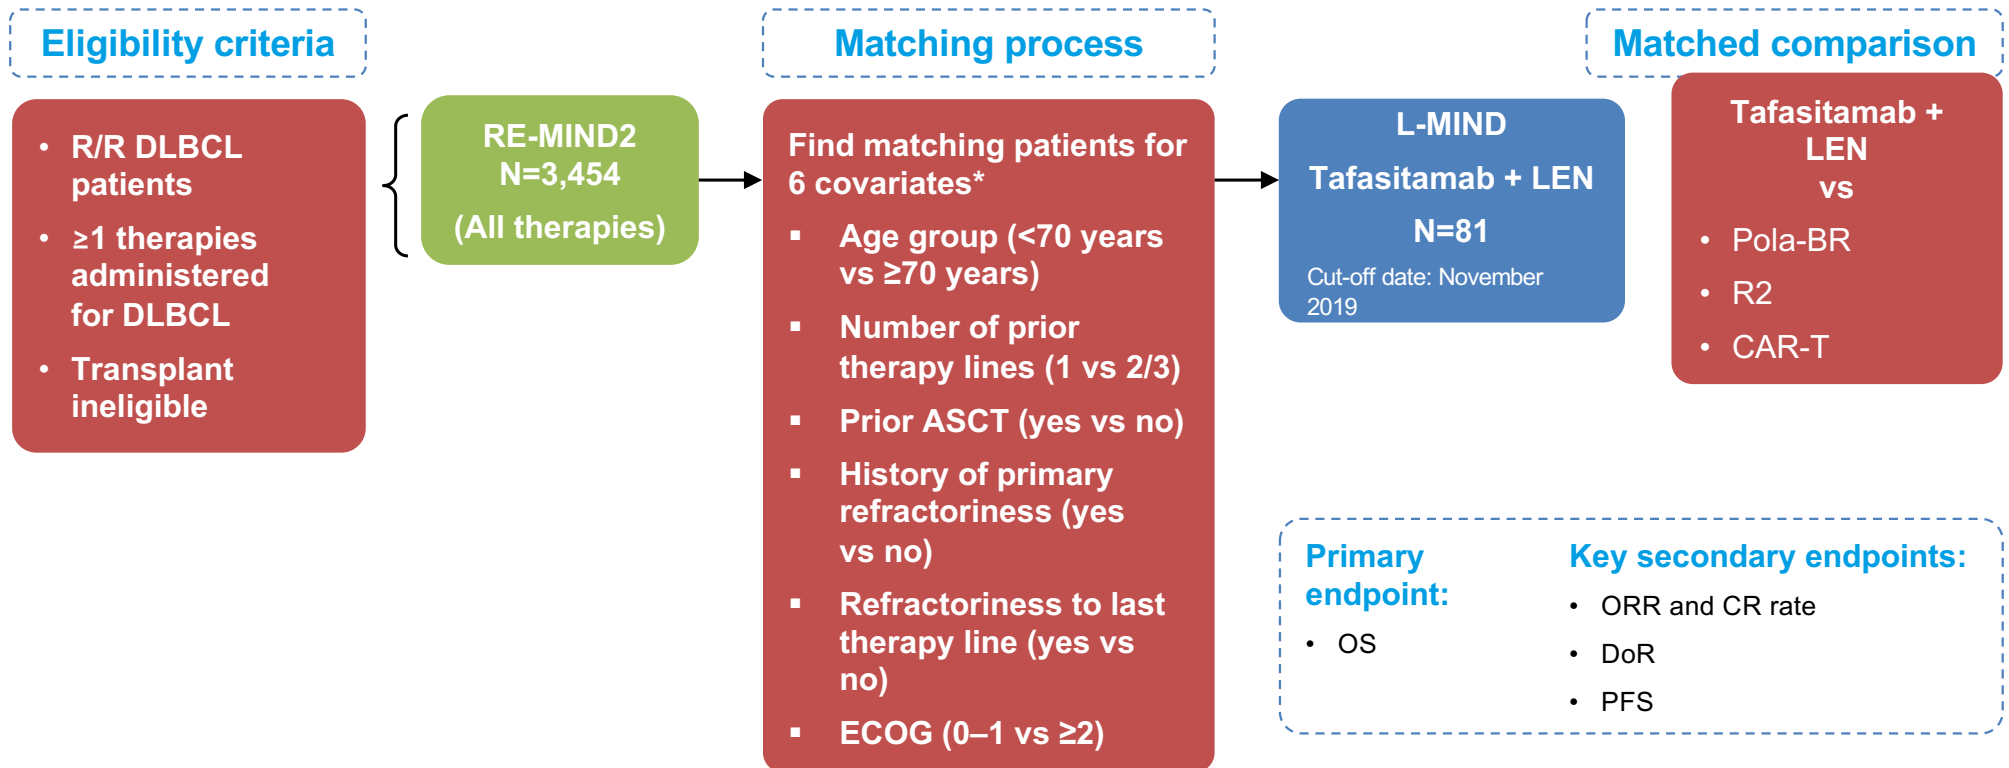 Eligibility criteria
• R/R DLBCL
patients
• ≥1 therapies
administered
for DLBCL
• Transplant
ineligible
RE-MIND2
N=3,454
(All therapies)
Matching process
Find matching patients for
6 covariates*
▪ Age group (<70 years
vs ≥70 years)
▪ Number of prior
therapy lines (1 vs 2/3)
▪ Prior ASCT (yes vs no)
▪ History of primary
refractoriness (yes
vs no)
▪ Refractoriness to last
therapy line (yes vs
no)
▪ ECOG (0–1 vs ≥2)
L-MIND
Tafasitamab + LEN
N=81
Cut-off date: November
2019
Matched comparison
Tafasitamab +
LEN
vs
• Pola-BR
• R2
• CAR-T
Primary
endpoint:
• OS
Key secondary endpoints:
• ORR and CR rate
• DoR
• PFS